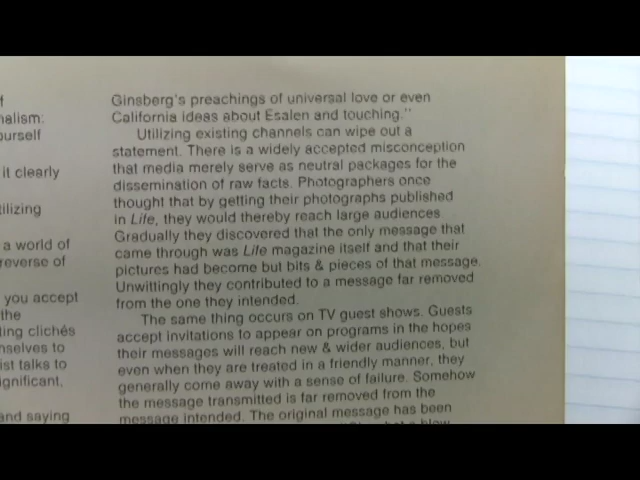 f
nalism:
ourself
it clearly
tilizing
a world of
reverse of
you accept
the
ting clichés
nselves to
ist talks to
ignificant,
and saying
Ginsberg's preachings of universal love or even
California ideas about Esalen and touching."
Utilizing existing channels can wipe out a
statement. There is a widely accepted misconception
that media merely serve as neutral packages for the
dissemination of raw facts. Photographers once
thought that by getting their photographs published
in Life, they would thereby reach large audiences.
Gradually they discovered that the only message that
came through was Life magazine itself and that their
pictures had become but bits & pieces of that message.
Unwittingly they contributed to a message far removed
from the one they intended.
The same thing occurs on TV guest shows. Guests
accept invitations to appear on programs in the hopes
their messages will reach new & wider audiences, but
even when they are treated in a friendly manner, they
generally come away with a sense of failure. Somehow
the message transmitted is far removed from the
message intended. The original message has been